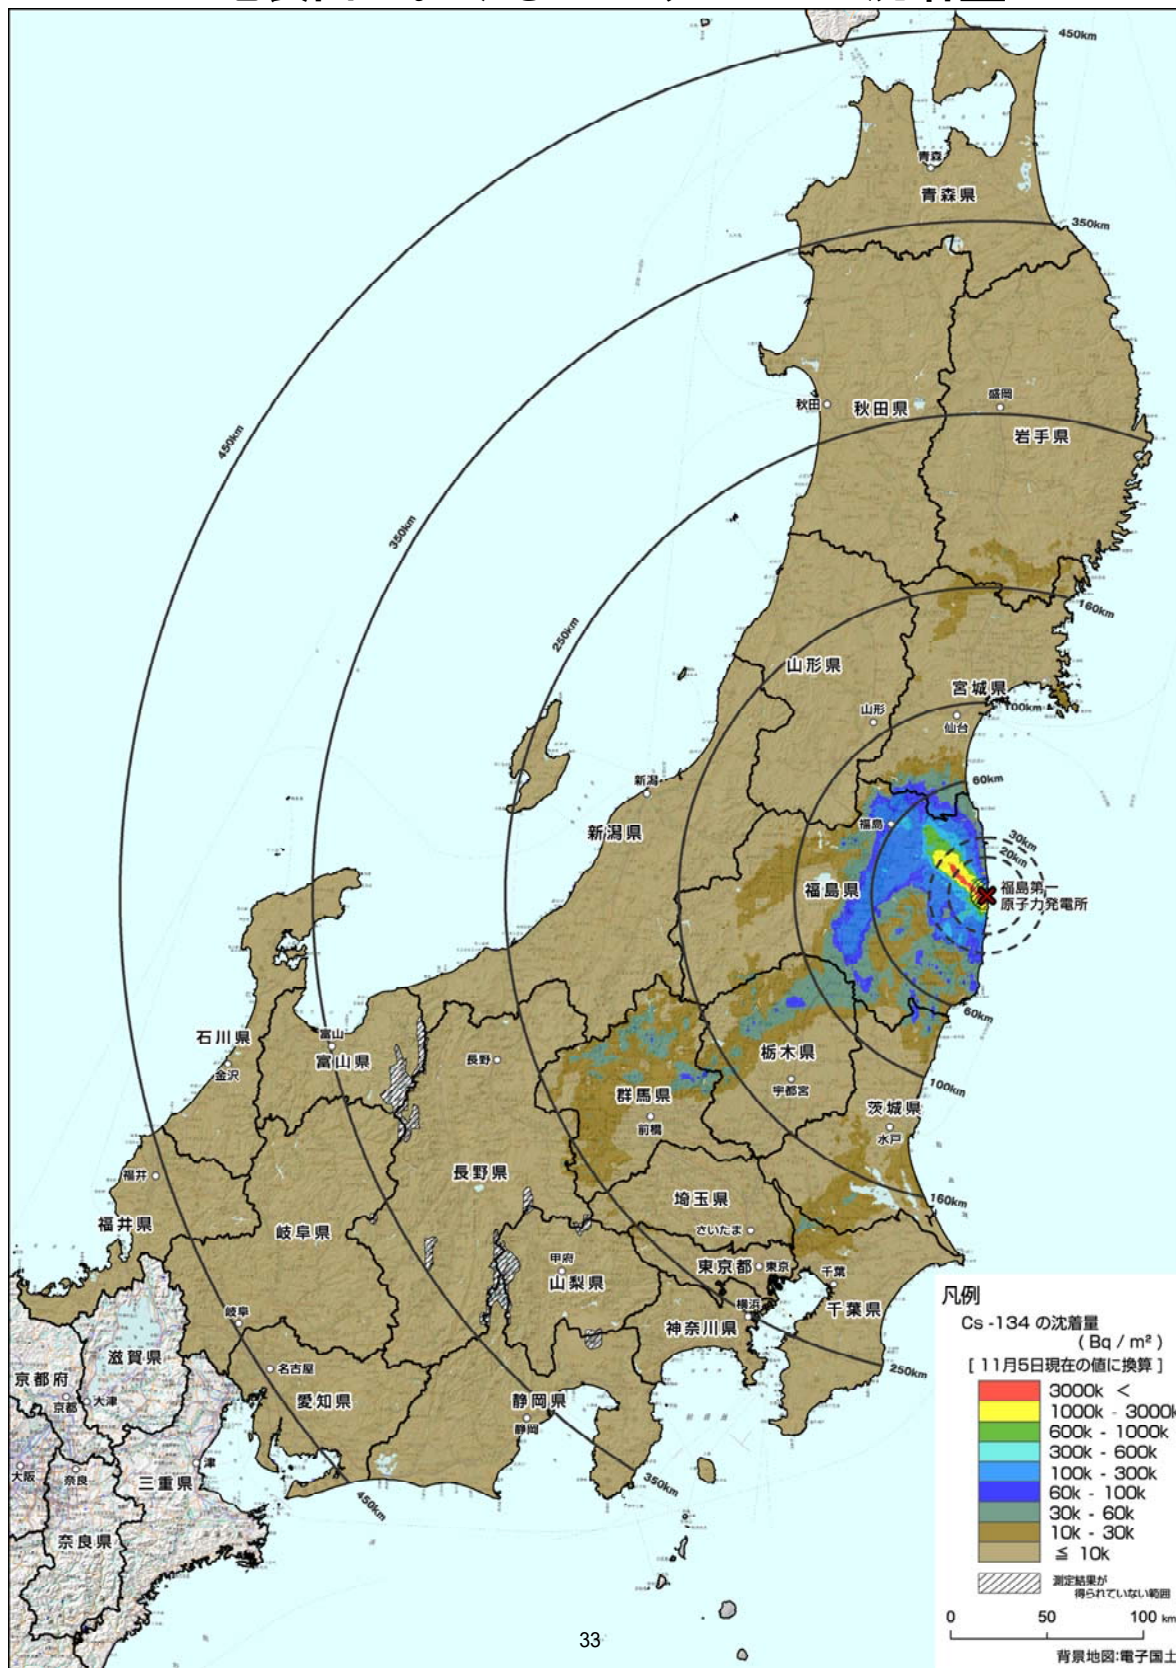 450km
青森
青森県
350km
450km
秋田
秋田県
盛岡
岩手県
350km
250km
160km
山形県
宮城県
山形
仙台
100km
60km
新潟
新潟県
福島
30km
20km
福島県
福島第一
原子力発電所
60km
石川県
金沢
富山
富山県
長野
栃木県
宇都宮
100km
群馬県
前橋
茨城県
水戸
福井
福井県
長野県
岐阜県
埼玉県
さいたま
160km
甲府
山梨県
東京都
東京
千葉
千葉県
横浜
神奈川県
250km
岐阜
滋賀県
京都府
京都
大津
名古屋
愛知県
静岡県
静岡
350km
450km
大阪
奈良
津
三重県
奈良県
凡例
Cs -134 の沈着量
( Bq / m² )
[ 11月5日現在の値に換算 ]
3000k <
1000k - 3000k
600k - 1000k
300k - 600k
100k - 300k
60k - 100k
30k - 60k
10k - 30k
≦ 10k
測定結果が
得られていない範囲
0 50 100 km
背景地図:電子国土
33